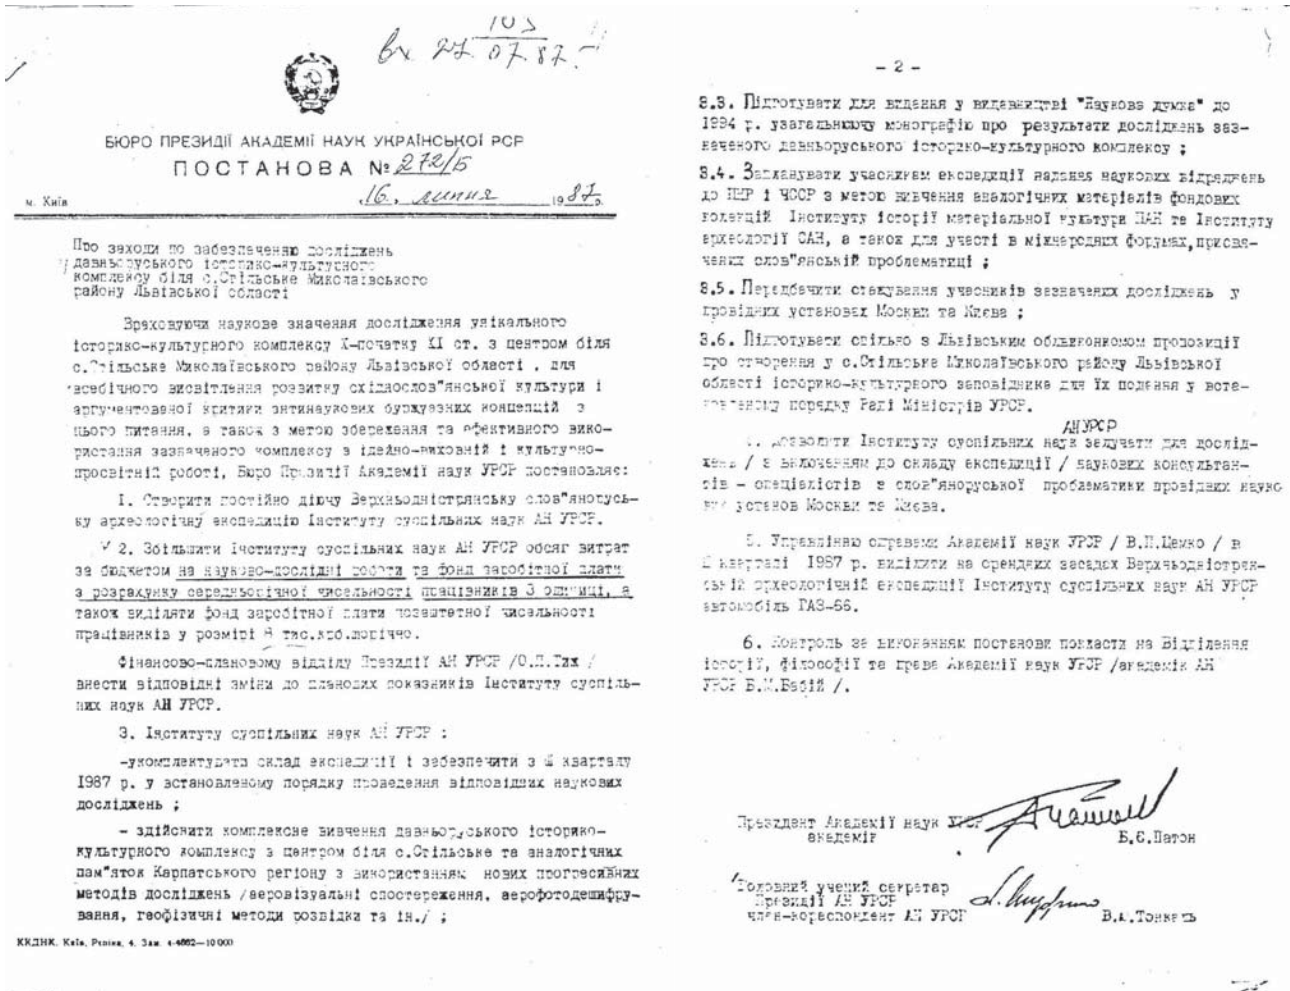 вх 27.07.87.
БЮРО ПРЕЗИДІЇ АКАДЕМІЇ НАУК УКРАЇНСЬКОЇ РСР
ПОСТАНОВА № 272/Б
м. Київ „16„ липня 1987р.
Про заходи по забезпеченню досліджень
давньоруського історико-культурного
комплексу біля с.Стільське Миколаївського
району Львівської області
Враховуючи наукове значення дослідження унікального
історико-культурного комплексу X-початку XI ст. з центром біля
с.Стільське Миколаївського району Львівської області , для
всебічного висвітлення розвитку східнослов"янської культури і
аргументованої критики антинаукових буржуазних концепцій з
цього питання, а також з метою збереження та ефективного вико-
ристання зазначеного комплексу в ідейно-виховній і культурно-
просвітній роботі, Бюро Президії Академії наук УРСР постановляє:
1. Створити постійно діючу Верхньодністрянську слов"янорусь-
ку археологічну експедицію Інституту суспільних наук АН УРСР.
2. Збільшити Інституту суспільних наук АН УРСР обсяг витрат
за бюджетом на науково-дослідні роботи та фонд заробітної плати
з розрахунку середньорічної чисельності працівників 3 одиниці, а
також виділяти фонд заробітної плати позаштатної чисельності
працівників у розмірі 8 тис.крб.щорічно.
Фінансово-плановому відділу Президії АН УРСР /О.П.Тих /
внести відповідні зміни до планових показників Інституту суспіль-
них наук АН УРСР.
3. Інституту суспільних наук АН УРСР :
-укомплектувати склад експедиції і забезпечити з кварталу
1987 р. у встановленому порядку проведення відповідних наукових
досліджень ;
- здійснити комплексне вивчення давньоруського історико-
культурного комплексу з центром біля с.Стільське та аналогічних
пам"яток Карпатського регіону з використанням нових прогресивних
методів досліджень /аеровізуальні спостереження, аерофотодешифру-
вання, геофізичні методи розвідки та ін./ ;
ККДНК. Київ, Рєпіна, 4. Зам. 4-4662—10 000
- 2 -
3.3. Підготувати для видання у видавництві "Наукова думка" до
1994 р. узагальнюючу монографію про результати досліджень заз-
наченого давньоруського історико-культурного комплексу ;
3.4. Запланувати учасникам експедиції надання наукових відряджень
до ПНР і ЧССР з метою вивчення аналогічних матеріалів фондових
колекцій Інституту історії матеріальної культури ПАН та Інституту
археології САН, а також для участі в міжнародних форумах,присвя-
чених слов"янській проблематиці ;
3.5. Передбачити стажування учасників зазначених досліджень у
провідних установах Москви та Києва ;
3.6. Підготувати спільно з Львівським облвиконкомом пропозиції
про створення у с.Стільське Миколаївського району Львівської
області історико-культурного заповідника для їх подання у вста-
новленому порядку Раді Міністрів УРСР.
АН УРСР
4. Дозволити Інституту суспільних наук залучати для дослід-
жень / з включенням до складу експедиції / наукових консультан-
тів - спеціалістів з слов"яноруської проблематики провідних науко-
вих установ Москви та Києва.
5. Управлінню справами Академії наук УРСР / В.П.Цемко / в
кварталі 1987 р. виділити на орендних засадах Верхньодністрян-
ській археологічній експедиції Інституту суспільних наук АН УРСР
автомобіль ГАЗ-66.
6. Контроль за виконанням постанови покласти на Відділення
історії, філософії та права Академії наук УРСР /академік АН
УРСР Б.М.Бабій /.
Президент Академії наук УРСР
академік Б.Є.Патон
Головний учений секретар
Президії АН УРСР
член-кореспондент АН УРСР